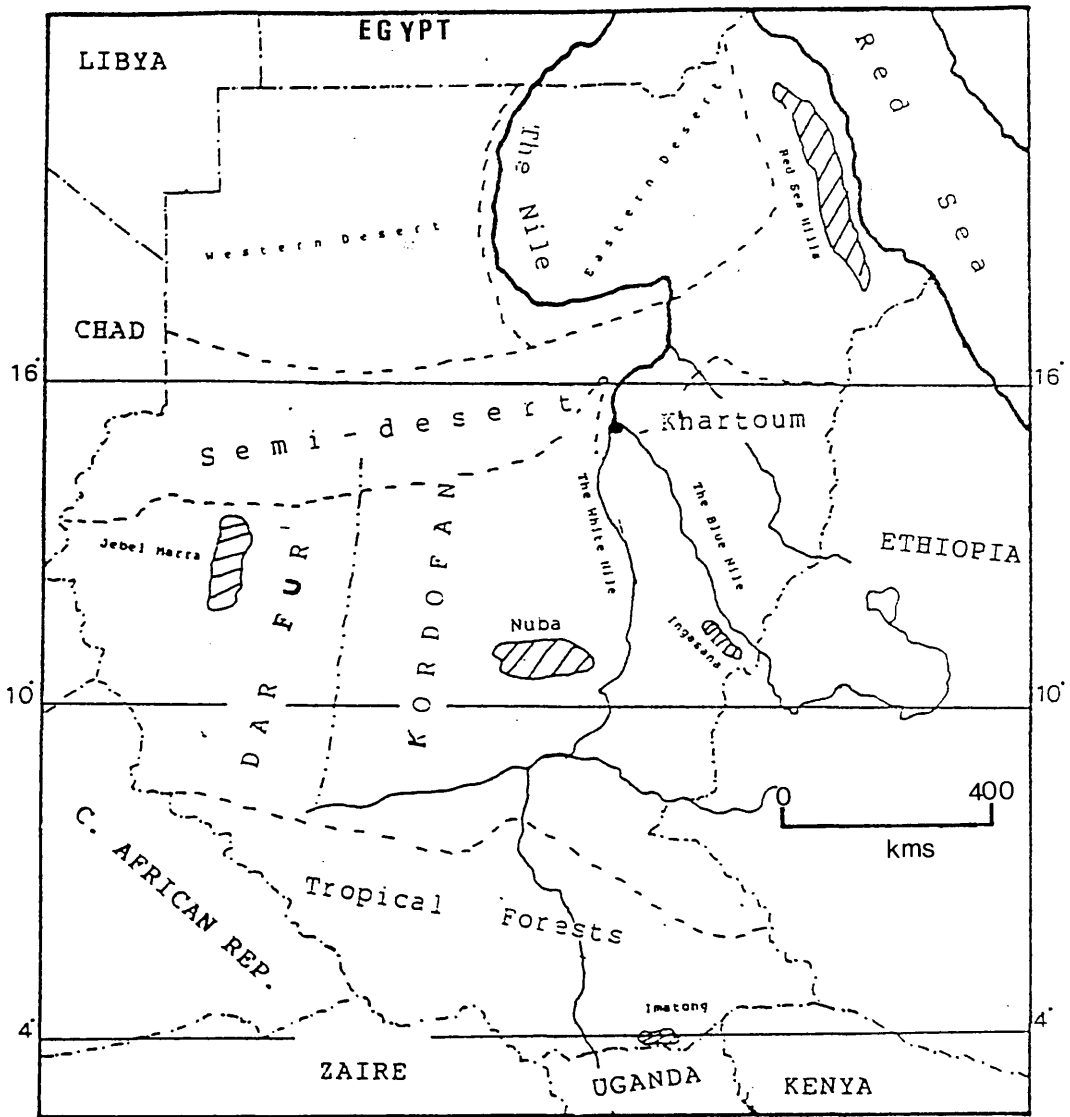 EGYPT
LIBYA
Red Sea
The Nile
Eastern Desert
Red Sea Hills
Western Desert
CHAD
16°
16°
Semi-desert
Khartoum
The White Nile
The Blue Nile
ETHIOPIA
Jebel Marra
DAR FUR
KORDOFAN
Nuba
Ingasana
10°
10°
0 400
kms
C. AFRICAN REP.
Tropical Forests
Imatong
4°
4°
ZAIRE
UGANDA
KENYA